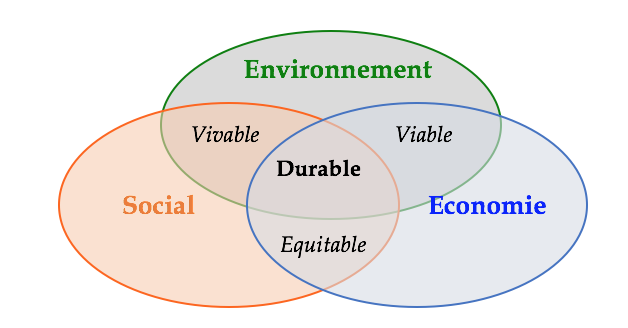 Environnement
Vivable
Viable
Durable
Social
Economie
Equitable